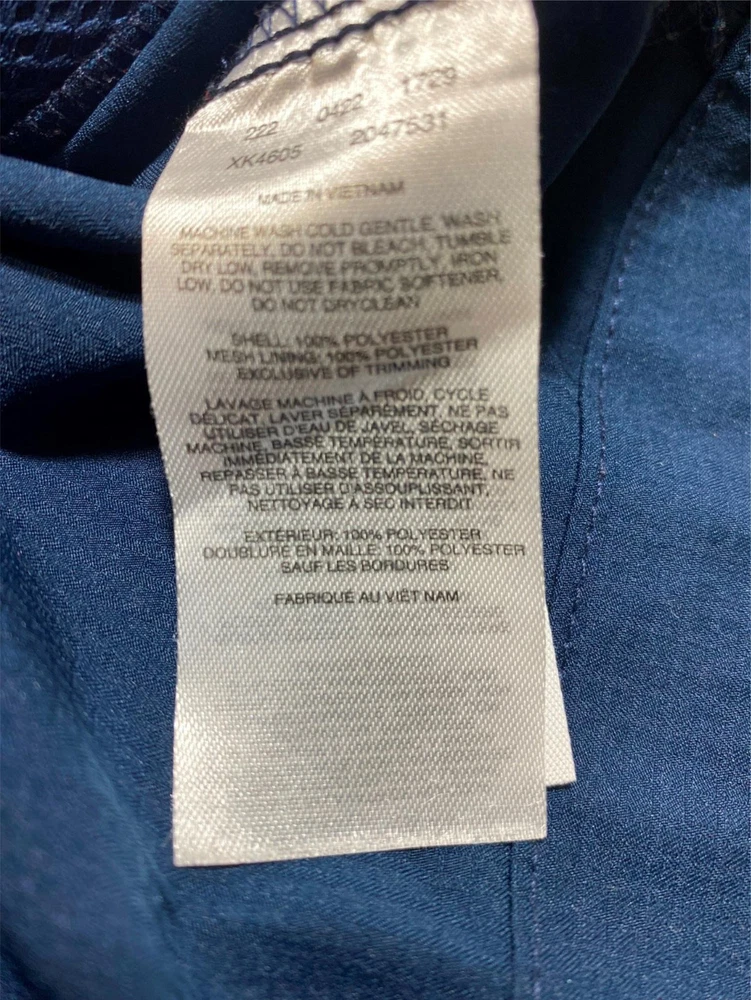 222 0422 1729
XK4605 2047531
MADE IN VIETNAM
MACHINE WASH COLD GENTLE, WASH
SEPARATELY, DO NOT BLEACH, TUMBLE
DRY LOW, REMOVE PROMPTLY, IRON
LOW, DO NOT USE FABRIC SOFTENER,
DO NOT DRYCLEAN
SHELL: 100% POLYESTER
MESH LINING: 100% POLYESTER
EXCLUSIVE OF TRIMMING
LAVAGE MACHINE À FROID, CYCLE
DÉLICAT, LAVER SÉPARÉMENT, NE PAS
UTILISER D'EAU DE JAVEL, SÉCHAGE
MACHINE, BASSE TEMPÉRATURE, SORTIR
IMMÉDIATEMENT DE LA MACHINE,
REPASSER À BASSE TEMPÉRATURE, NE
PAS UTILISER D'ASSOUPLISSANT,
NETTOYAGE À SEC INTERDIT
EXTÉRIEUR: 100% POLYESTER
DOUBLURE EN MAILLE: 100% POLYESTER
SAUF LES BORDURES
FABRIQUÉ AU VIÊT NAM